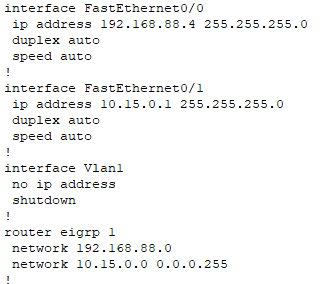 interface FastEthernet0/0
 ip address 192.168.88.4 255.255.255.0
 duplex auto
 speed auto
!
interface FastEthernet0/1
 ip address 10.15.0.1 255.255.255.0
 duplex auto
 speed auto
!
interface Vlan1
 no ip address
 shutdown
!
router eigrp 1
 network 192.168.88.0
 network 10.15.0.0 0.0.0.255
!